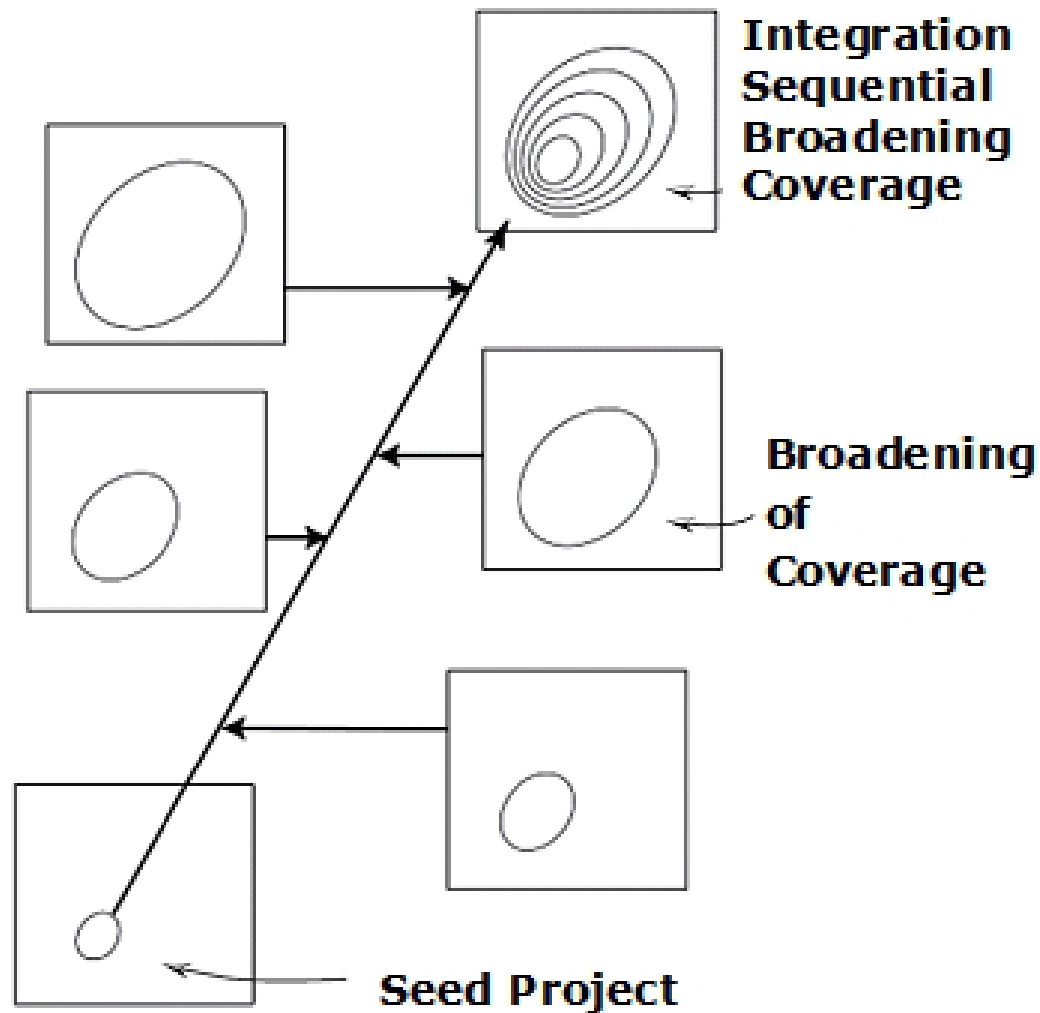 Integration
Sequential
Broadening
Coverage
Broadening
of
Coverage
Seed Project